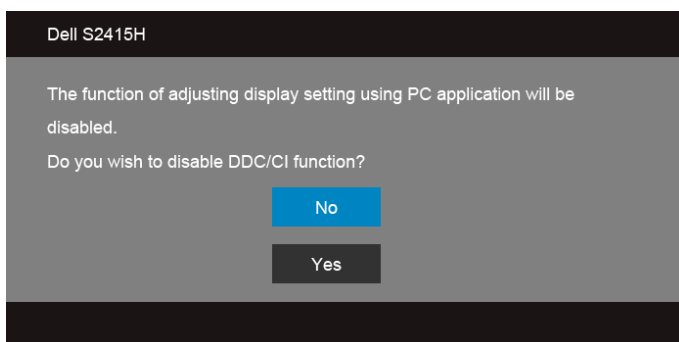 Dell S2415H
The function of adjusting display setting using PC application will be
disabled.
Do you wish to disable DDC/CI function?
No
Yes